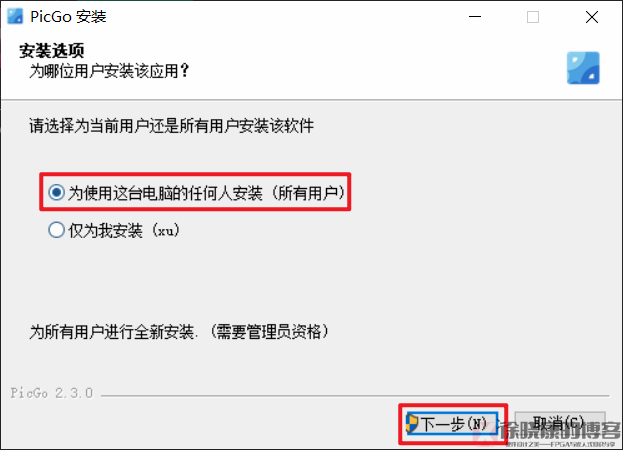 PicGo 安装
安装选项
为哪位用户安装该应用？
请选择为当前用户还是所有用户安装该软件
为使用这台电脑的任何人安装（所有用户）
仅为我安装（xu）
为所有用户进行全新安装.（需要管理员资格）
PicGo 2.3.0
下一步(N)
取消(C)
徐晓康的博客